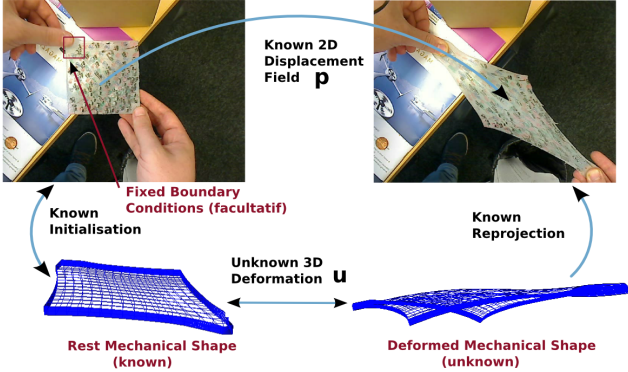 Known 2D
Displacement
Field p
Fixed Boundary
Conditions (facultatif)
Known
Initialisation
Known
Reprojection
Unknown 3D
Deformation u
Rest Mechanical Shape
(known)
Deformed Mechanical Shape
(unknown)